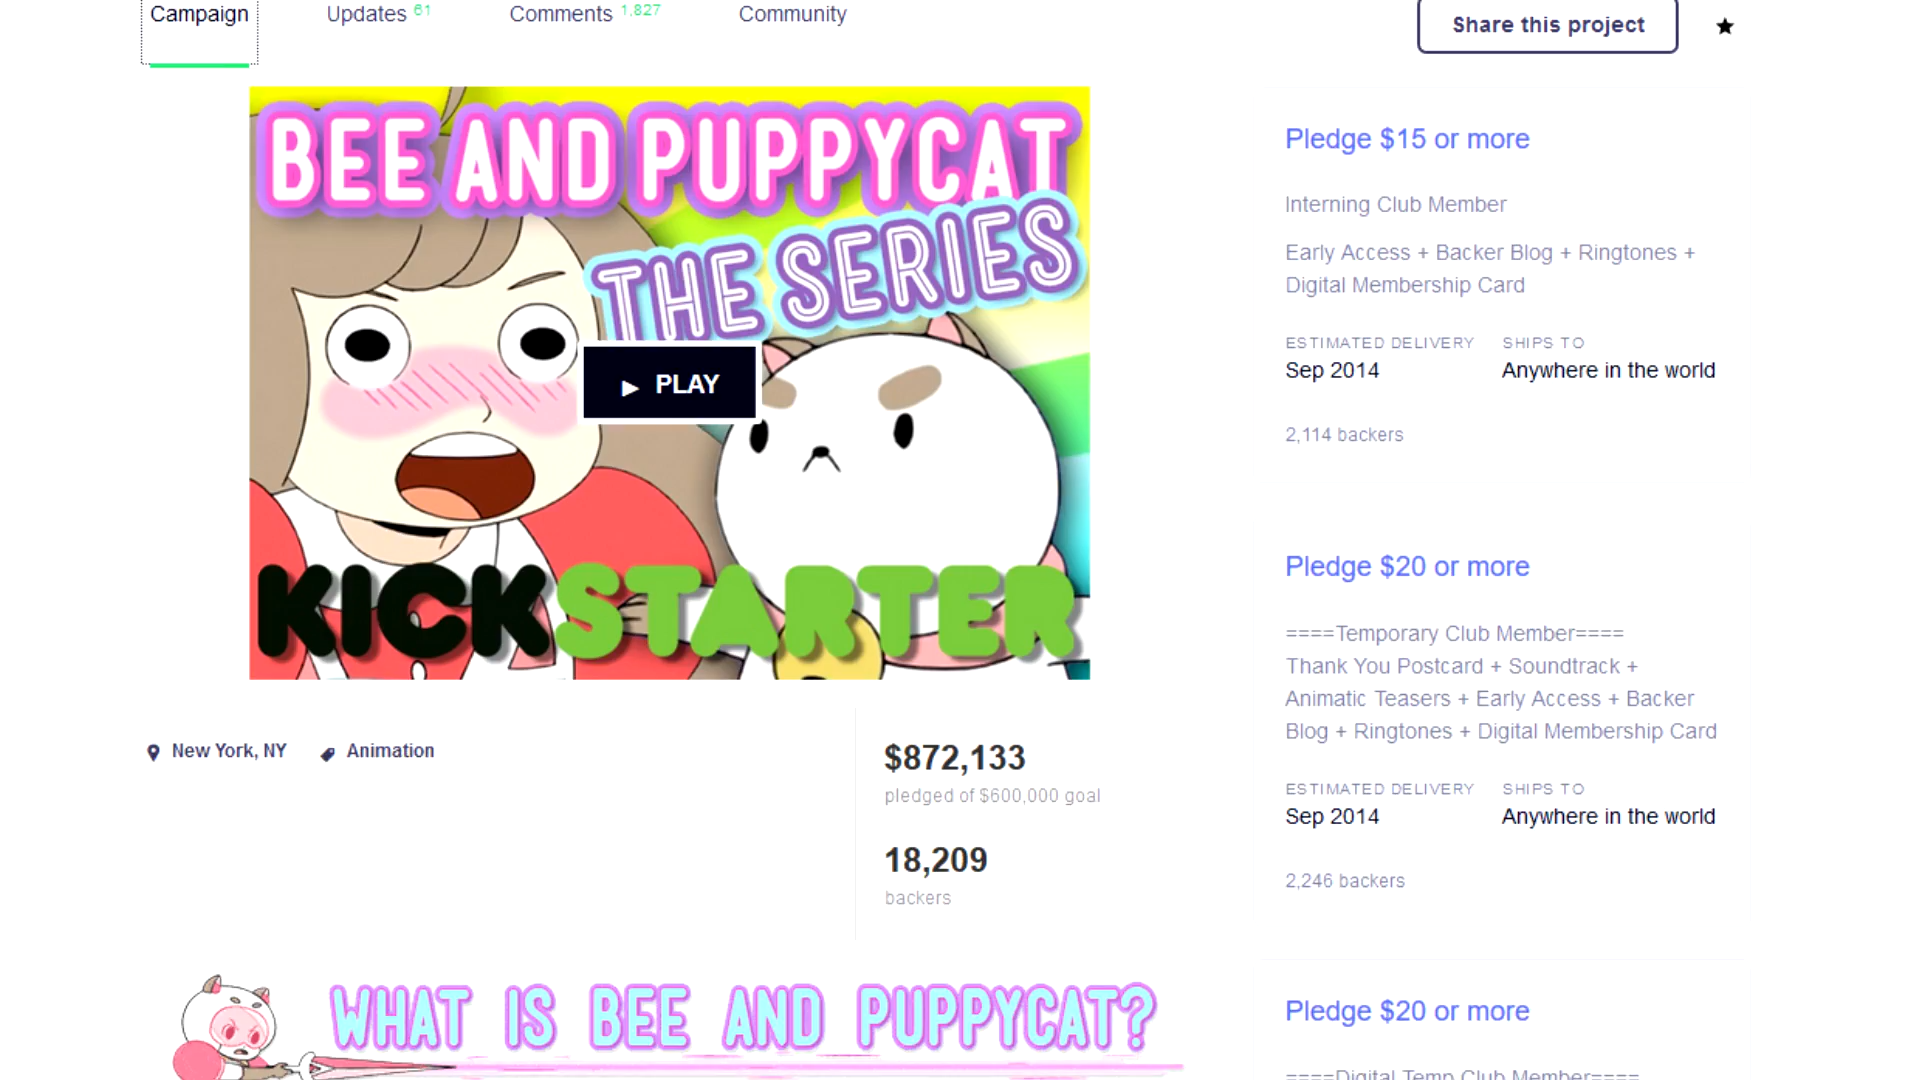 Campaign
Updates 61
Comments 1,827
Community
Share this project
BEE AND PUPPYCAT
THE SERIES
PLAY
KICKSTARTER
New York, NY
Animation
$872,133
pledged of $600,000 goal
18,209
backers
WHAT IS BEE AND PUPPYCAT?
Pledge $15 or more
Interning Club Member
Early Access + Backer Blog + Ringtones +
Digital Membership Card
ESTIMATED DELIVERY
Sep 2014
SHIPS TO
Anywhere in the world
2,114 backers
Pledge $20 or more
====Temporary Club Member====
Thank You Postcard + Soundtrack +
Animatic Teasers + Early Access + Backer
Blog + Ringtones + Digital Membership Card
ESTIMATED DELIVERY
Sep 2014
SHIPS TO
Anywhere in the world
2,246 backers
Pledge $20 or more
====Digital Temp Club Member====